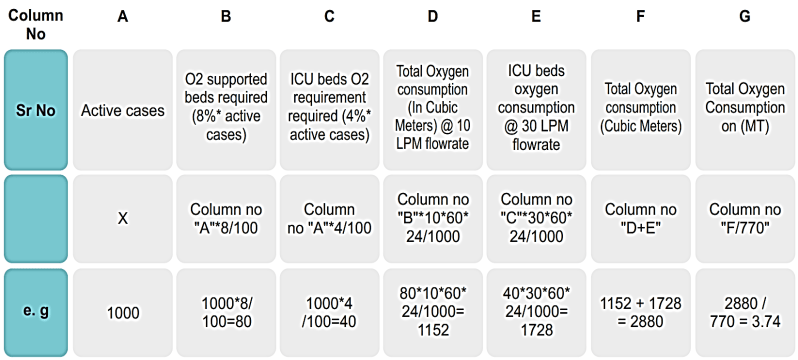 Column No
A
B
C
D
E
F
G
Sr No
Active cases
O2 supported
beds required
(8%* active
cases)
ICU beds O2
requirement
required (4%*
active cases)
Total Oxygen
consumption
(In Cubic
Meters) @ 10
LPM flowrate
ICU beds
oxygen
consumption
@ 30 LPM
flowrate
Total Oxygen
consumption
(Cubic Meters)
Total Oxygen
Consumption
on (MT)
X
Column no
"A"*8/100
Column
no "A"*4/100
Column no
"B"*10*60*
24/1000
Column no
"C"*30*60*
24/1000
Column no
"D+E"
Column no
"F/770"
e. g
1000
1000*8/
100=80
1000*4
/100=40
80*10*60*
24/1000=
1152
40*30*60*
24/1000=
1728
1152 + 1728
= 2880
2880 /
770 = 3.74